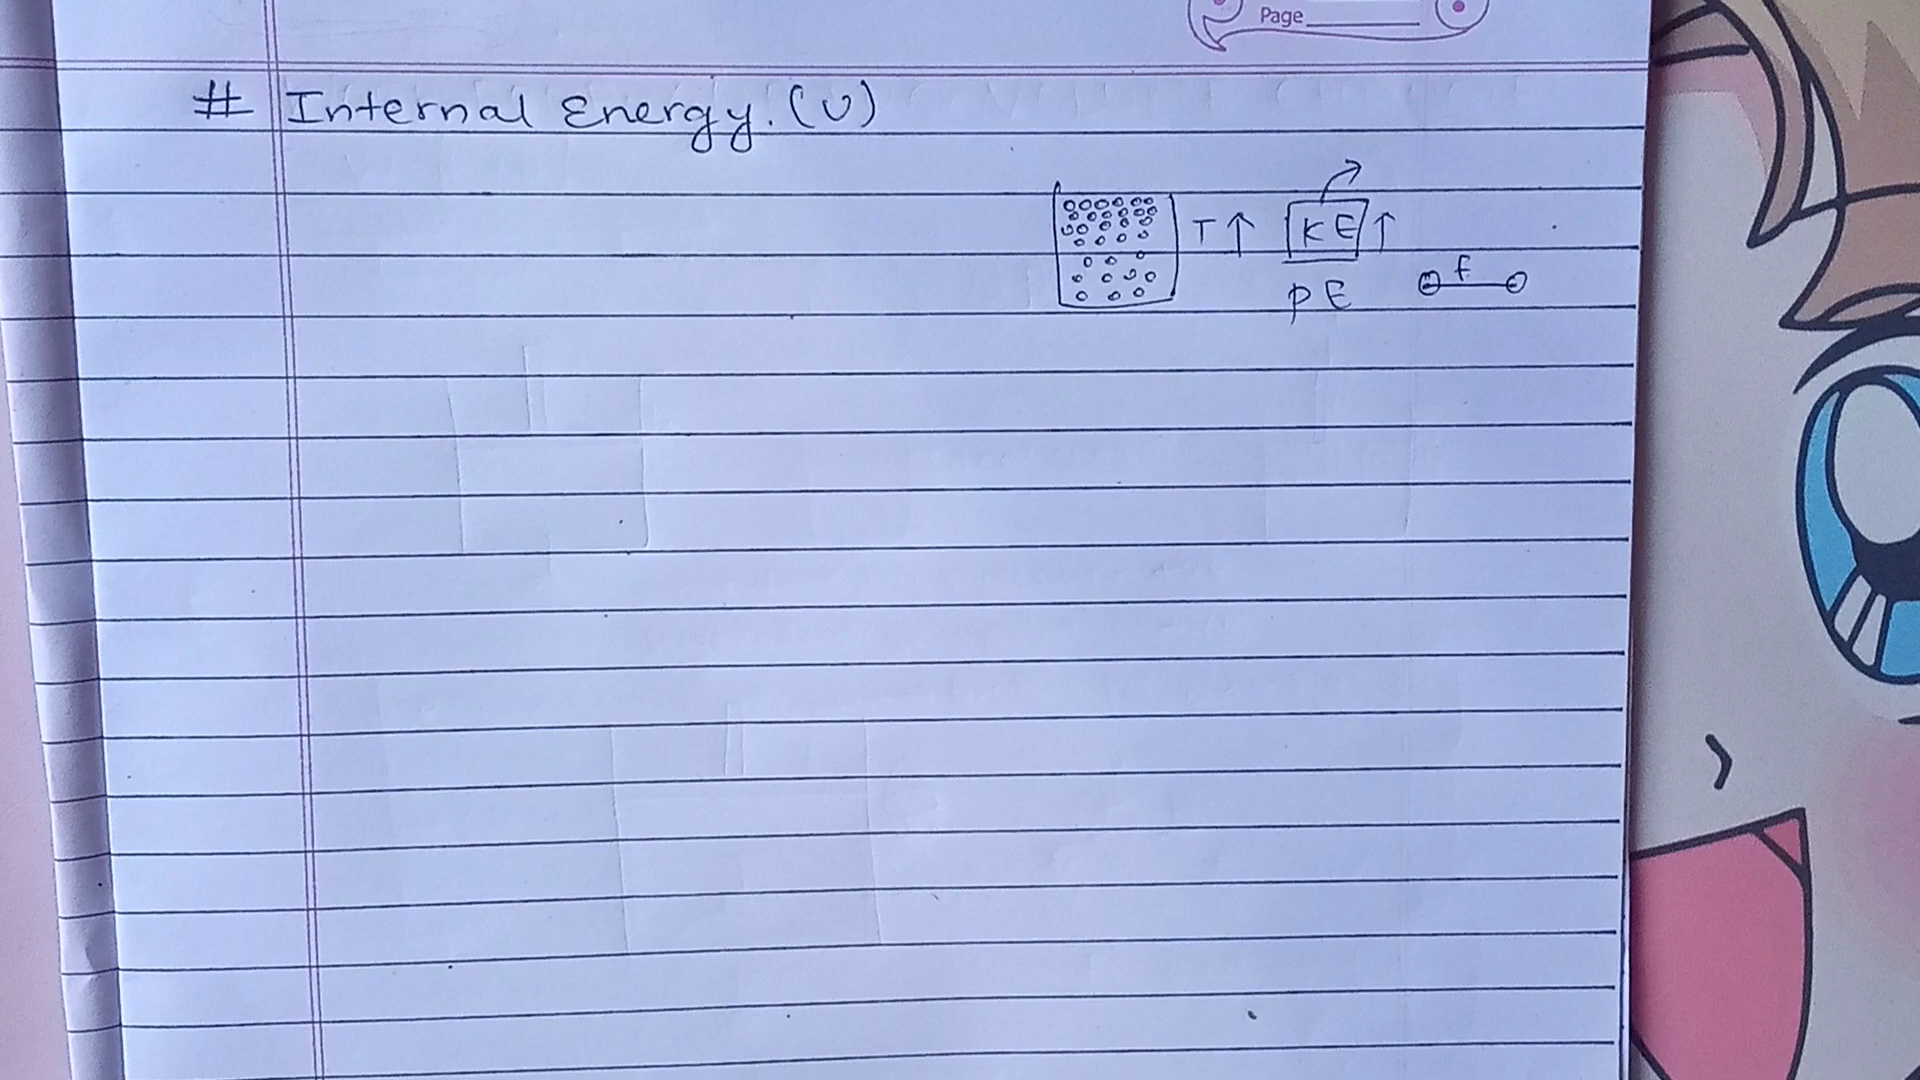 Page
# Internal Energy. (U)
T↑ KE↑
PE f